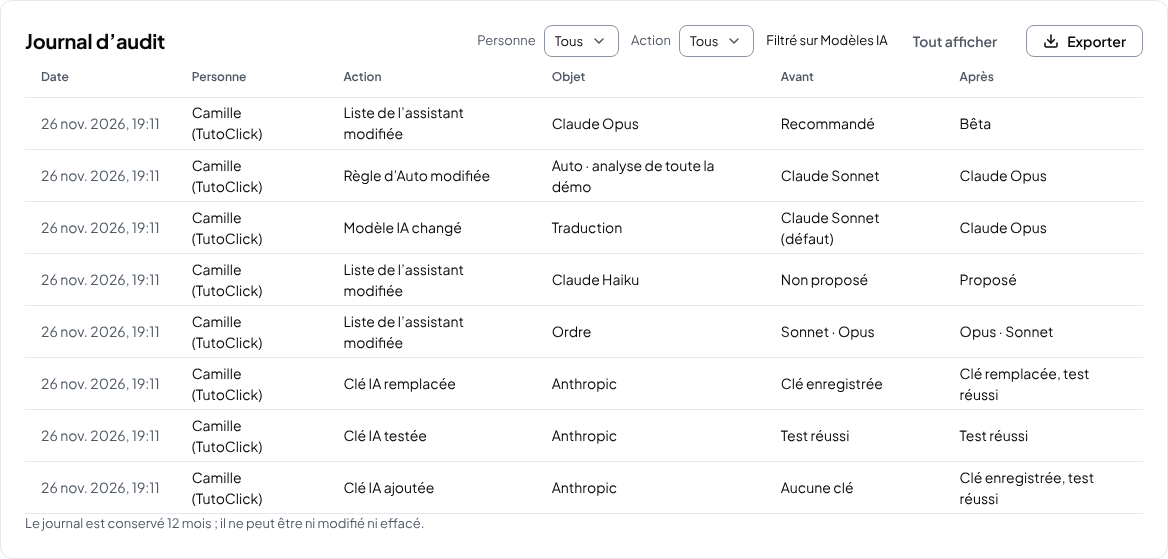 Journal d’audit
Personne Tous Action Tous Filtré sur Modèles IA Tout afficher Exporter
Date Personne Action Objet Avant Après
26 nov. 2026, 19:11 Camille (TutoClick) Liste de l’assistant modifiée Claude Opus Recommandé Bêta
26 nov. 2026, 19:11 Camille (TutoClick) Règle d’Auto modifiée Auto · analyse de toute la démo Claude Sonnet Claude Opus
26 nov. 2026, 19:11 Camille (TutoClick) Modèle IA changé Traduction Claude Sonnet (défaut) Claude Opus
26 nov. 2026, 19:11 Camille (TutoClick) Liste de l’assistant modifiée Claude Haiku Non proposé Proposé
26 nov. 2026, 19:11 Camille (TutoClick) Liste de l’assistant modifiée Ordre Sonnet · Opus Opus · Sonnet
26 nov. 2026, 19:11 Camille (TutoClick) Clé IA remplacée Anthropic Clé enregistrée Clé remplacée, test réussi
26 nov. 2026, 19:11 Camille (TutoClick) Clé IA testée Anthropic Test réussi Test réussi
26 nov. 2026, 19:11 Camille (TutoClick) Clé IA ajoutée Anthropic Aucune clé Clé enregistrée, test réussi
Le journal est conservé 12 mois ; il ne peut être ni modifié ni effacé.